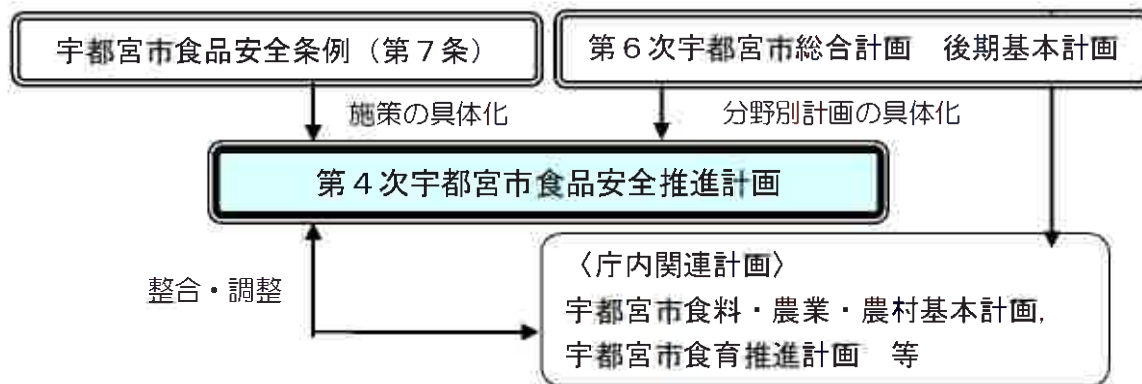 宇都宮市食品安全条例（第７条）
第６次宇都宮市総合計画　後期基本計画
施策の具体化
分野別計画の具体化
第４次宇都宮市食品安全推進計画
整合・調整
〈庁内関連計画〉
宇都宮市食料・農業・農村基本計画,
宇都宮市食育推進計画　等